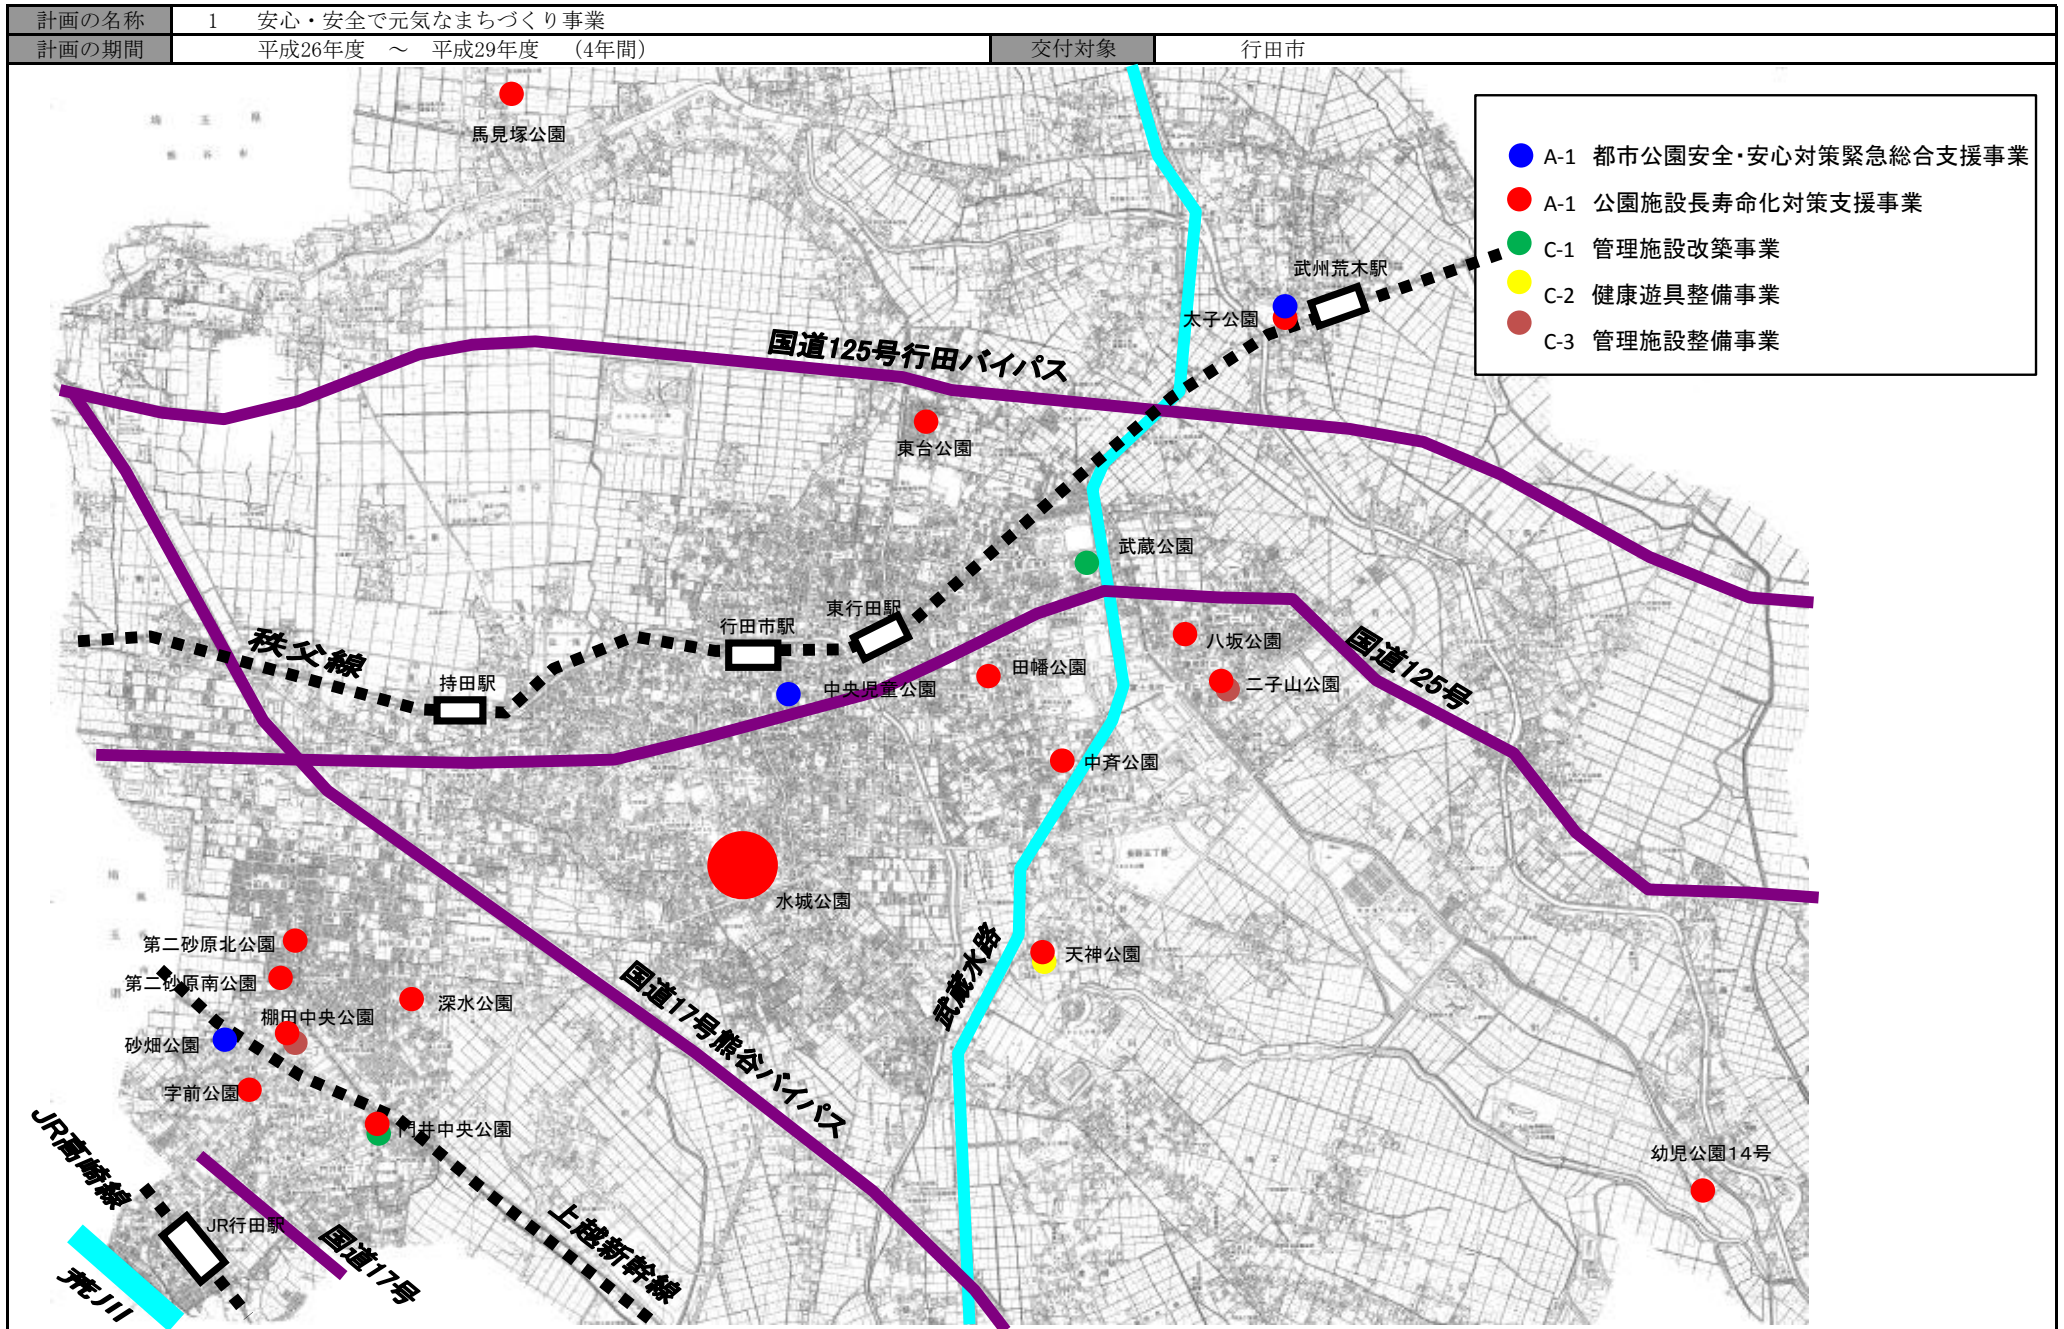 計画の名称 1 安心・安全で元気なまちづくり事業
計画の期間 平成26年度 ～ 平成29年度 (4年間) 交付対象 行田市
馬見塚公園
A-1 都市公園安全・安心対策緊急総合支援事業
A-1 公園施設長寿命化対策支援事業
C-1 管理施設改築事業
C-2 健康遊具整備事業
C-3 管理施設整備事業
武州荒木駅
太子公園
国道125号行田バイパス
東台公園
武蔵公園
東行田駅
行田市駅
秩父線
持田駅
八坂公園
国道125号
田幡公園
二子山公園
中央児童公園
中斉公園
水城公園
第二砂原北公園
天神公園
武蔵水路
第二砂原南公園
深水公園
国道17号熊谷バイパス
棚田中央公園
砂畑公園
字前公園
門井中央公園
幼児公園14号
JR高崎線
JR行田駅
国道17号
上越新幹線
荒川